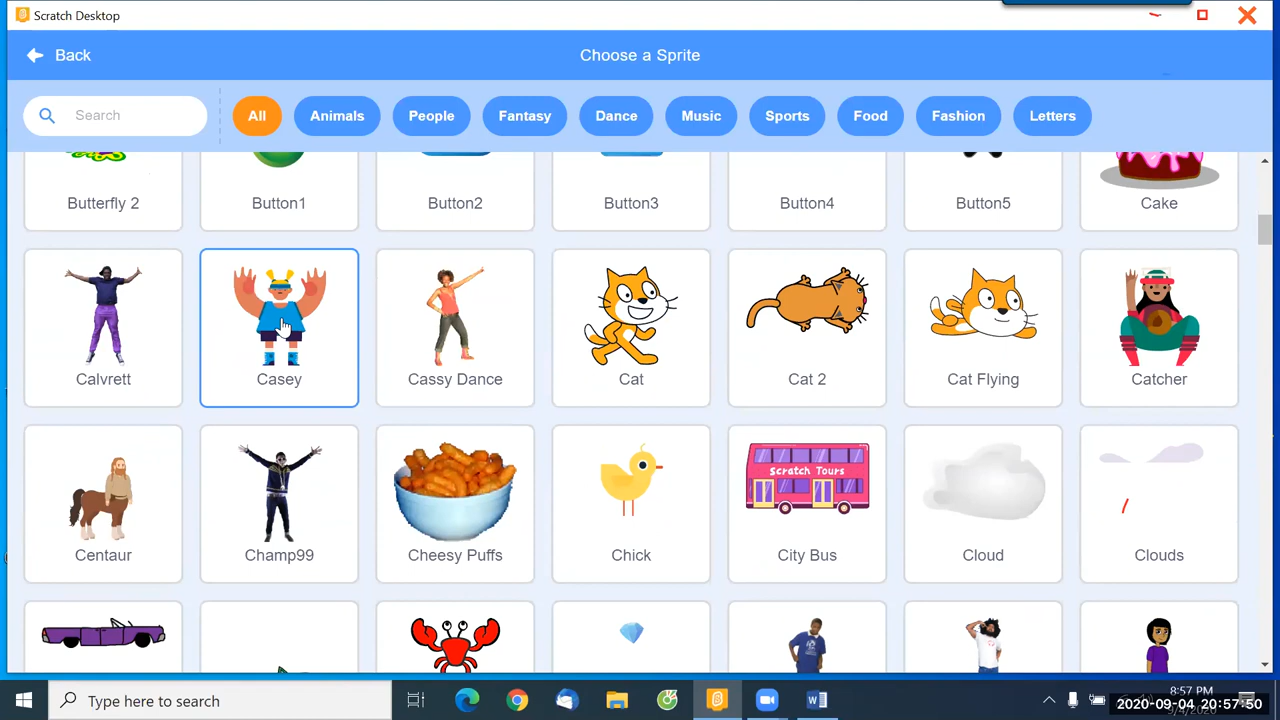 Scratch Desktop
Back
Choose a Sprite
Search
All
Animals
People
Fantasy
Dance
Music
Sports
Food
Fashion
Letters
Butterfly 2
Button1
Button2
Button3
Button4
Button5
Cake
Calvrett
Casey
Cassy Dance
Cat
Cat 2
Cat Flying
Catcher
Scratch Tours
Centaur
Champ99
Cheesy Puffs
Chick
City Bus
Cloud
Clouds
Type here to search
8:57 PM
2020-09-04 20:57:50